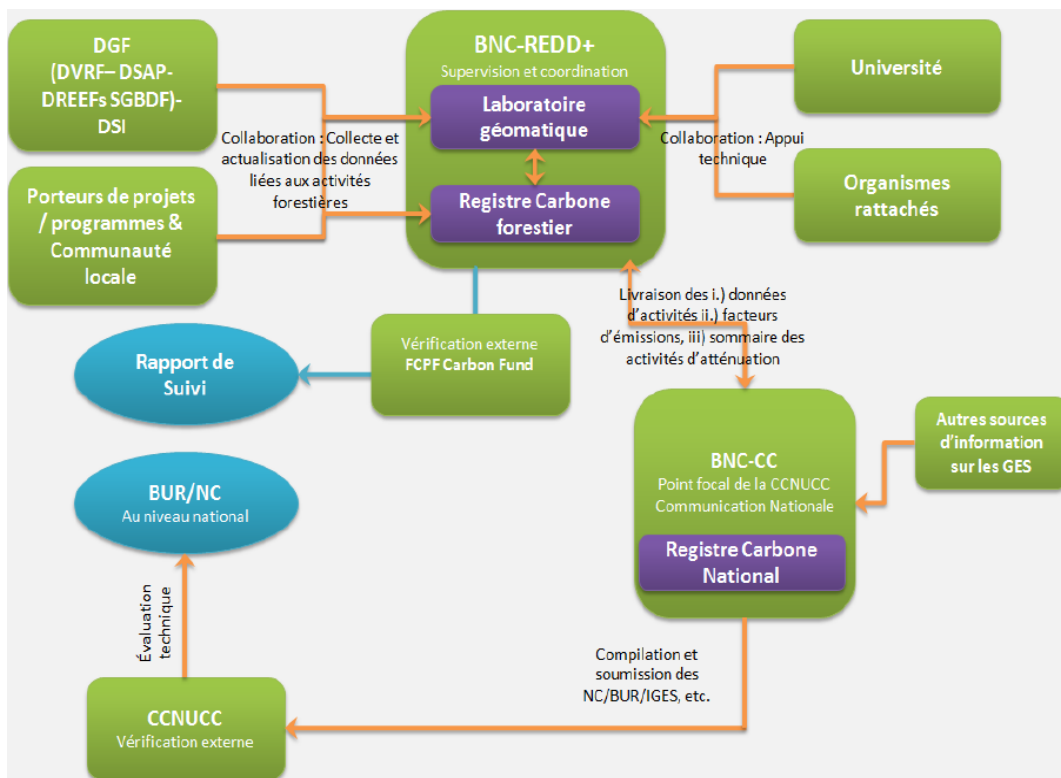 DGF
(DVRF– DSAP-
DREEFs SGBDF)-
DSI
BNC-REDD+
Supervision et coordination
Laboratoire
géomatique
Registre Carbone
forestier
Université
Organismes
rattachés
Collaboration : Collecte et
actualisation des données
liées aux activités
forestières
Collaboration : Appui
technique
Porteurs de projets
/ programmes &
Communauté
locale
Livraison des i.) données
d'activités ii.) facteurs
d'émissions, iii) sommaire des
activités d'atténuation
Vérification externe
FCPF Carbon Fund
Rapport de
Suivi
BNC-CC
Point focal de la CCNUCC
Communication Nationale
Registre Carbone
National
Autres sources
d'information
sur les GES
BUR/NC
Au niveau national
Évaluation
technique
Compilation et
soumission des
NC/BUR/IGES, etc.
CCNUCC
Vérification externe